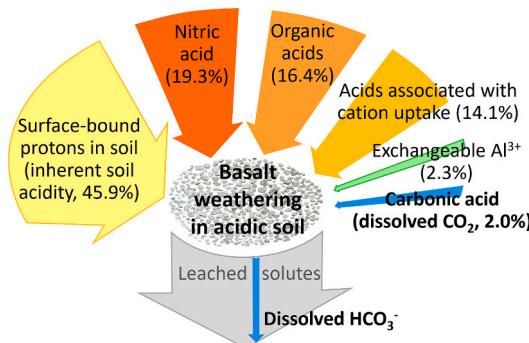 Nitric
acid
(19.3%)
Organic
acids
(16.4%)
Acids associated with
cation uptake (14.1%)
Surface-bound
protons in soil
(inherent soil
acidity, 45.9%)
Exchangeable Al³⁺
(2.3%)
Carbonic acid
(dissolved CO₂, 2.0%)
Basalt
weathering
in acidic soil
Leached solutes
Dissolved HCO₃⁻